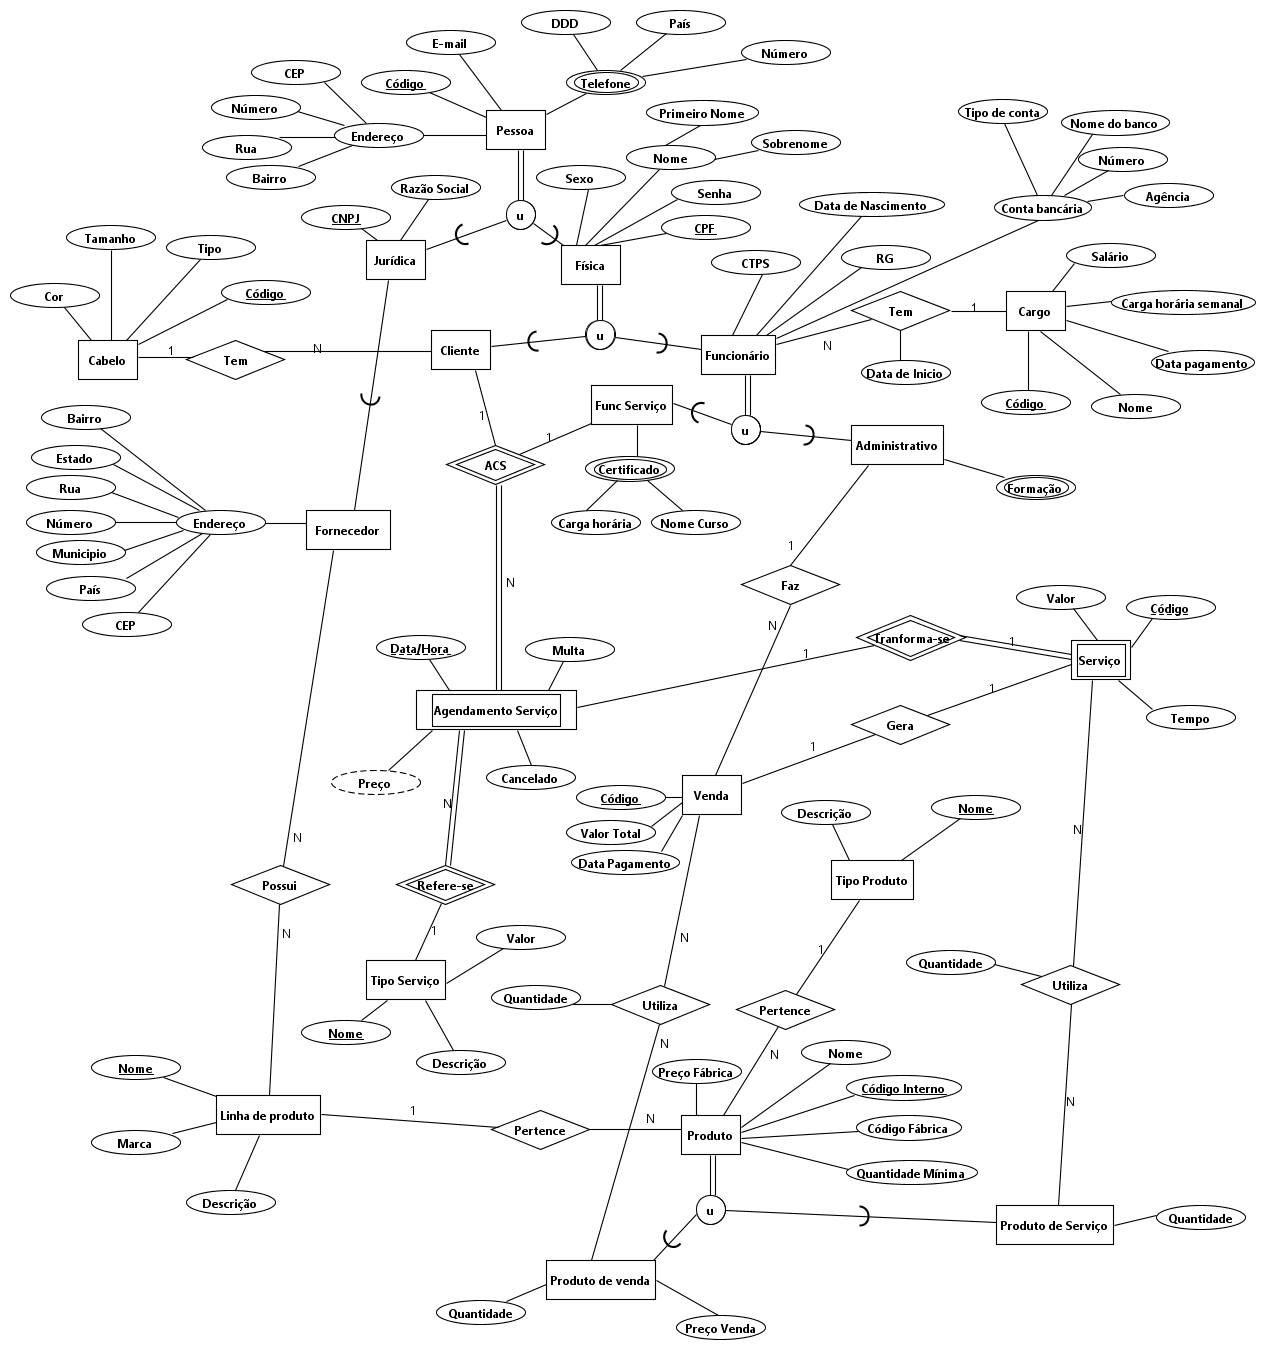 DDD
País
E-mail
Número
CEP
Código
Telefone
Número
Primeiro Nome
Tipo de conta
Nome do banco
Pessoa
Endereço
Rua
Nome
Sobrenome
Número
Bairro
Razão Social
Sexo
Senha
Agência
CNPJ
u
CPF
Data de Nascimento
Conta bancária
Tamanho
Tipo
Jurídica
Física
CTPS
RG
Salário
Cor
Código
Tem
1
Cargo
Carga horária semanal
Cabelo
1
Tem
N
Cliente
u
Funcionário
N
Data de Inicio
Data pagamento
Código
Nome
Bairro
1
Func Serviço
u
Administrativo
Estado
1
ACS
Certificado
Formação
Rua
Número
Endereço
Fornecedor
Carga horária
Nome Curso
Municipio
País
1
CEP
N
Faz
Valor
Código
N
Data/Hora
Multa
1
Tranforma-se
1
Serviço
Agendamento Serviço
1
Gera
Tempo
Preço
Cancelado
1
Código
Venda
Descrição
Nome
N
Valor Total
N
N
Data Pagamento
Possui
Refere-se
Tipo Produto
N
1
Valor
N
1
Tipo Serviço
Quantidade
Quantidade
Utiliza
Pertence
Utiliza
Nome
N
N
Nome
Descrição
Preço Fábrica
Nome
Código Interno
Linha de produto
1
Pertence
N
Produto
Código Fábrica
N
Marca
Quantidade Mínima
Descrição
u
Produto de Serviço
Quantidade
Produto de venda
Quantidade
Preço Venda